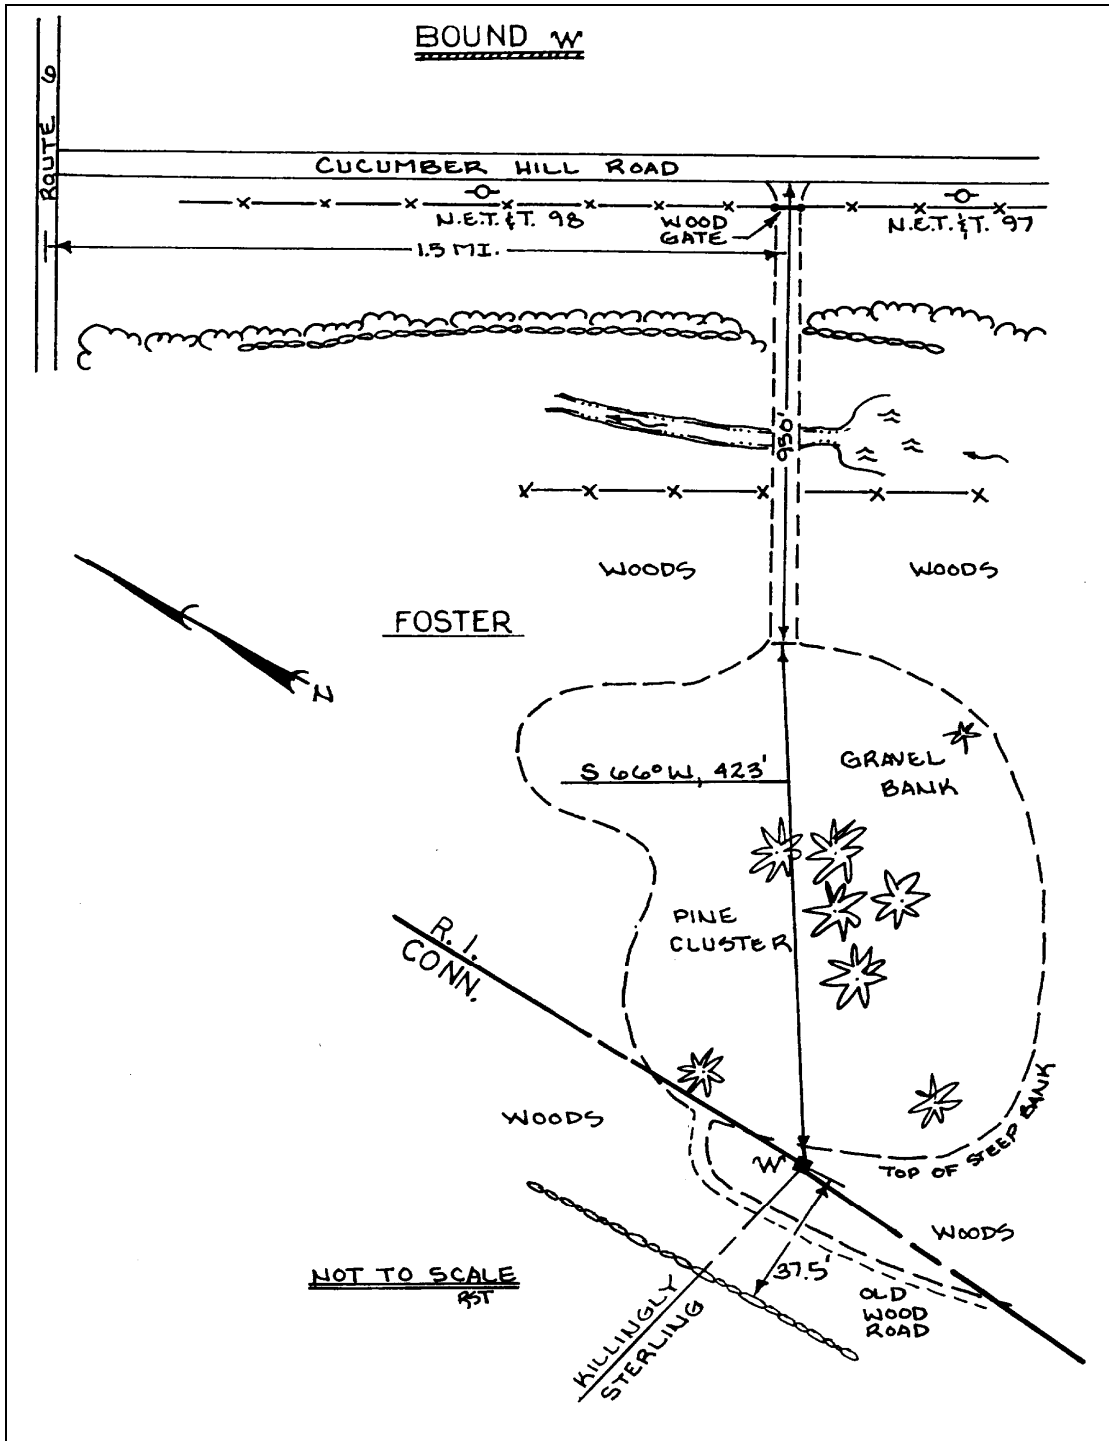 BOUND W
ROUTE 6
CUCUMBER HILL ROAD
N.E.T. & T. 98
WOOD
GATE
N.E.T. & T. 97
1.5 MI.
950'
WOODS
WOODS
FOSTER
N
GRAVEL
BANK
S 66° W, 423'
PINE
CLUSTER
R. I.
CONN.
WOODS
TOP OF STEEP BANK
W
WOODS
37.5'
NOT TO SCALE
RST
OLD
WOOD
ROAD
KILLINGLY
STERLING